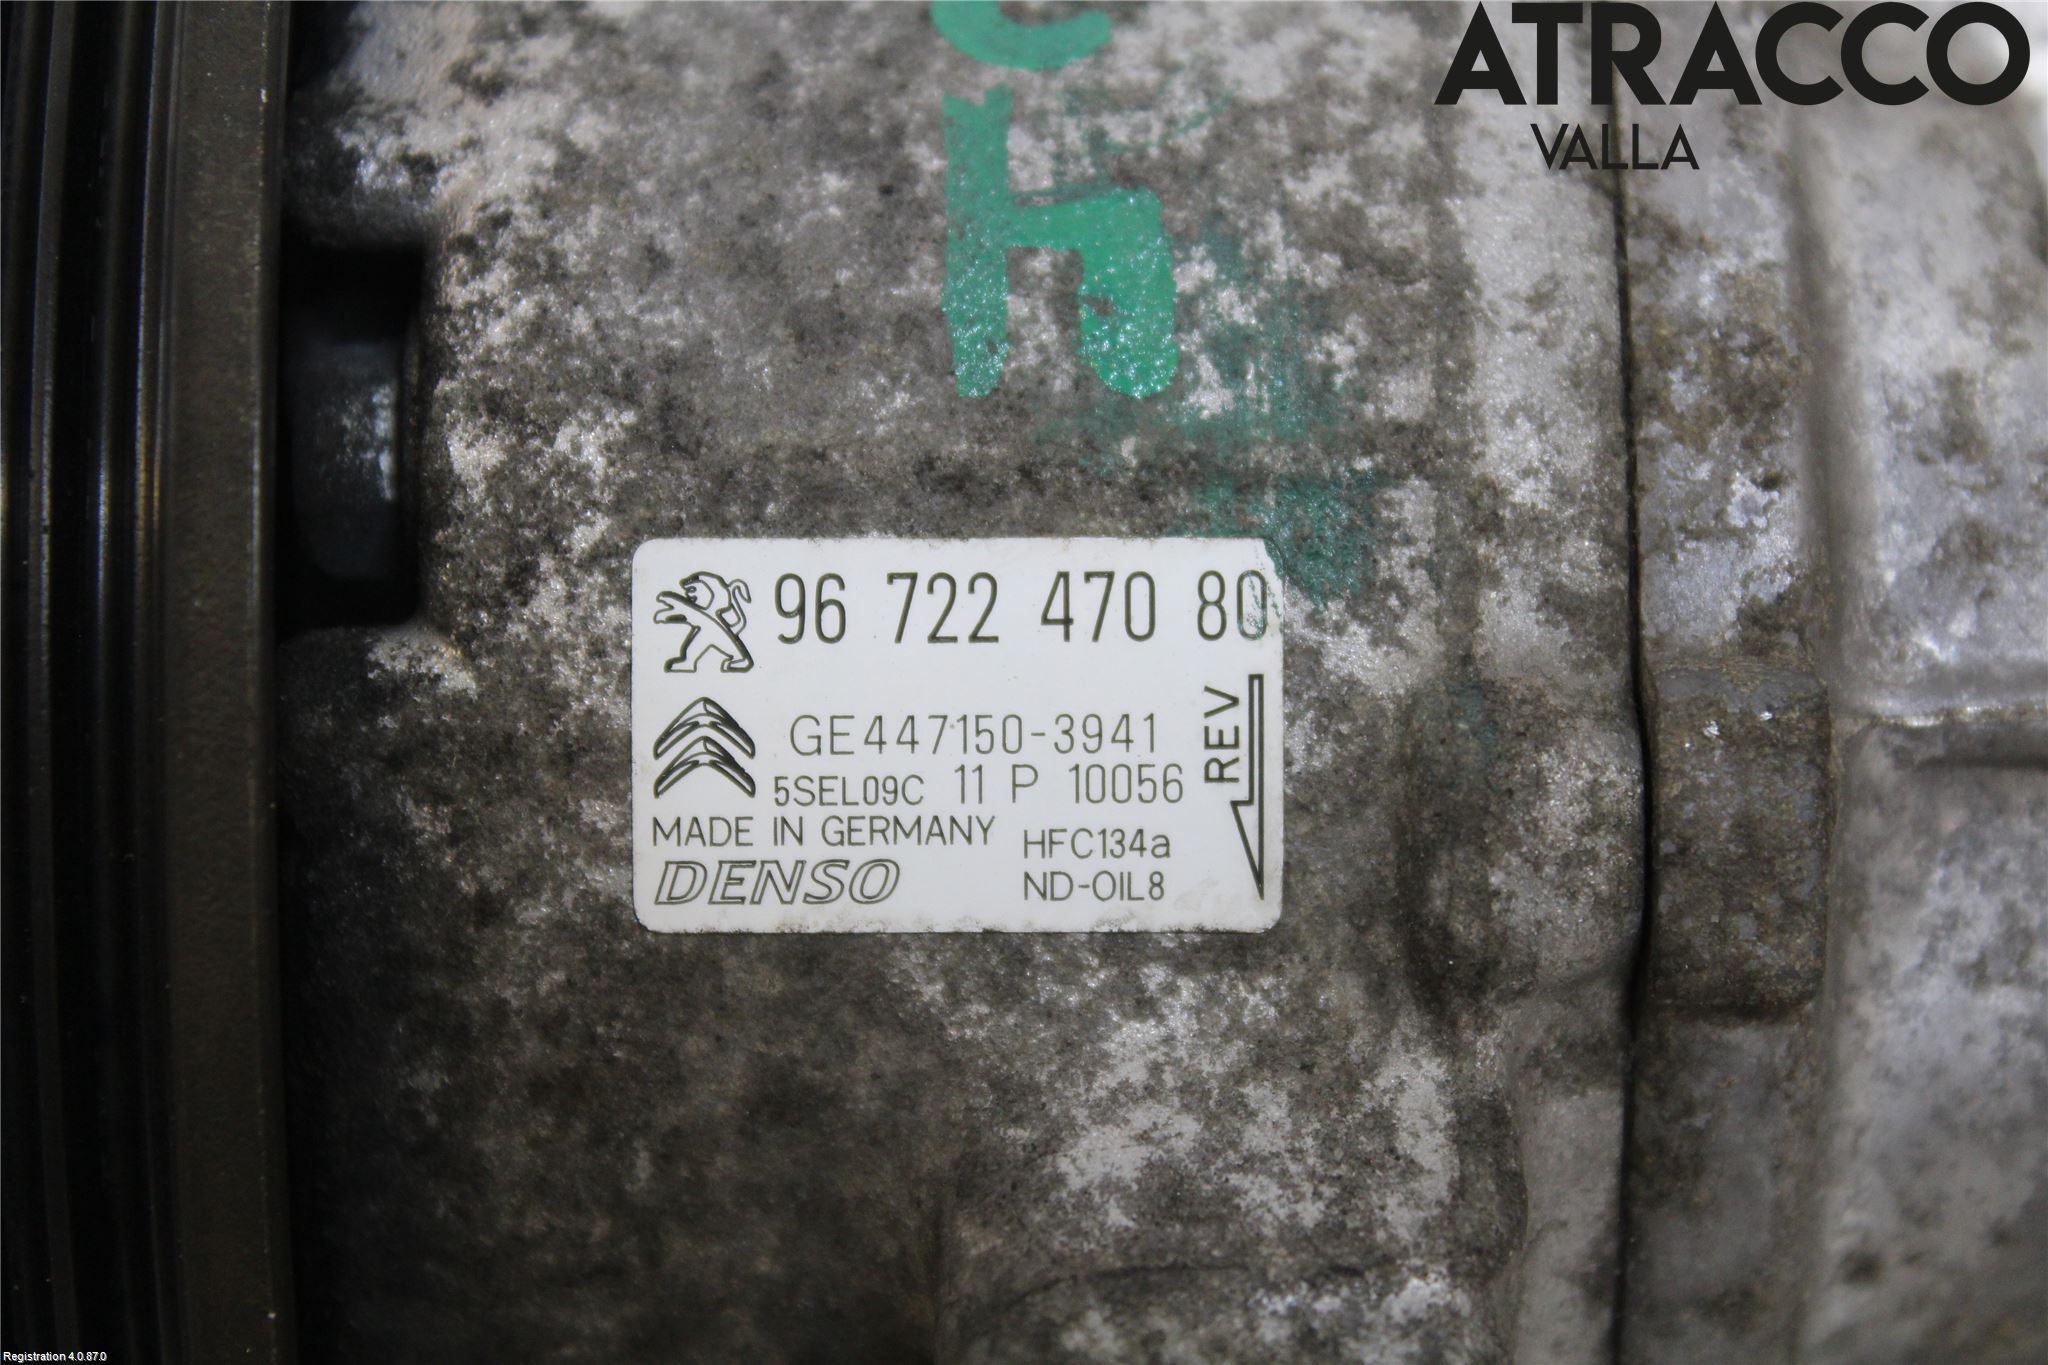 ATRACCO
VALLA
96 722 470 80
GE447150-3941
5SEL09C 11 P 10056
REV
MADE IN GERMANY
HFC134a
DENSO
ND-OIL8
Registration 4.0.87.0